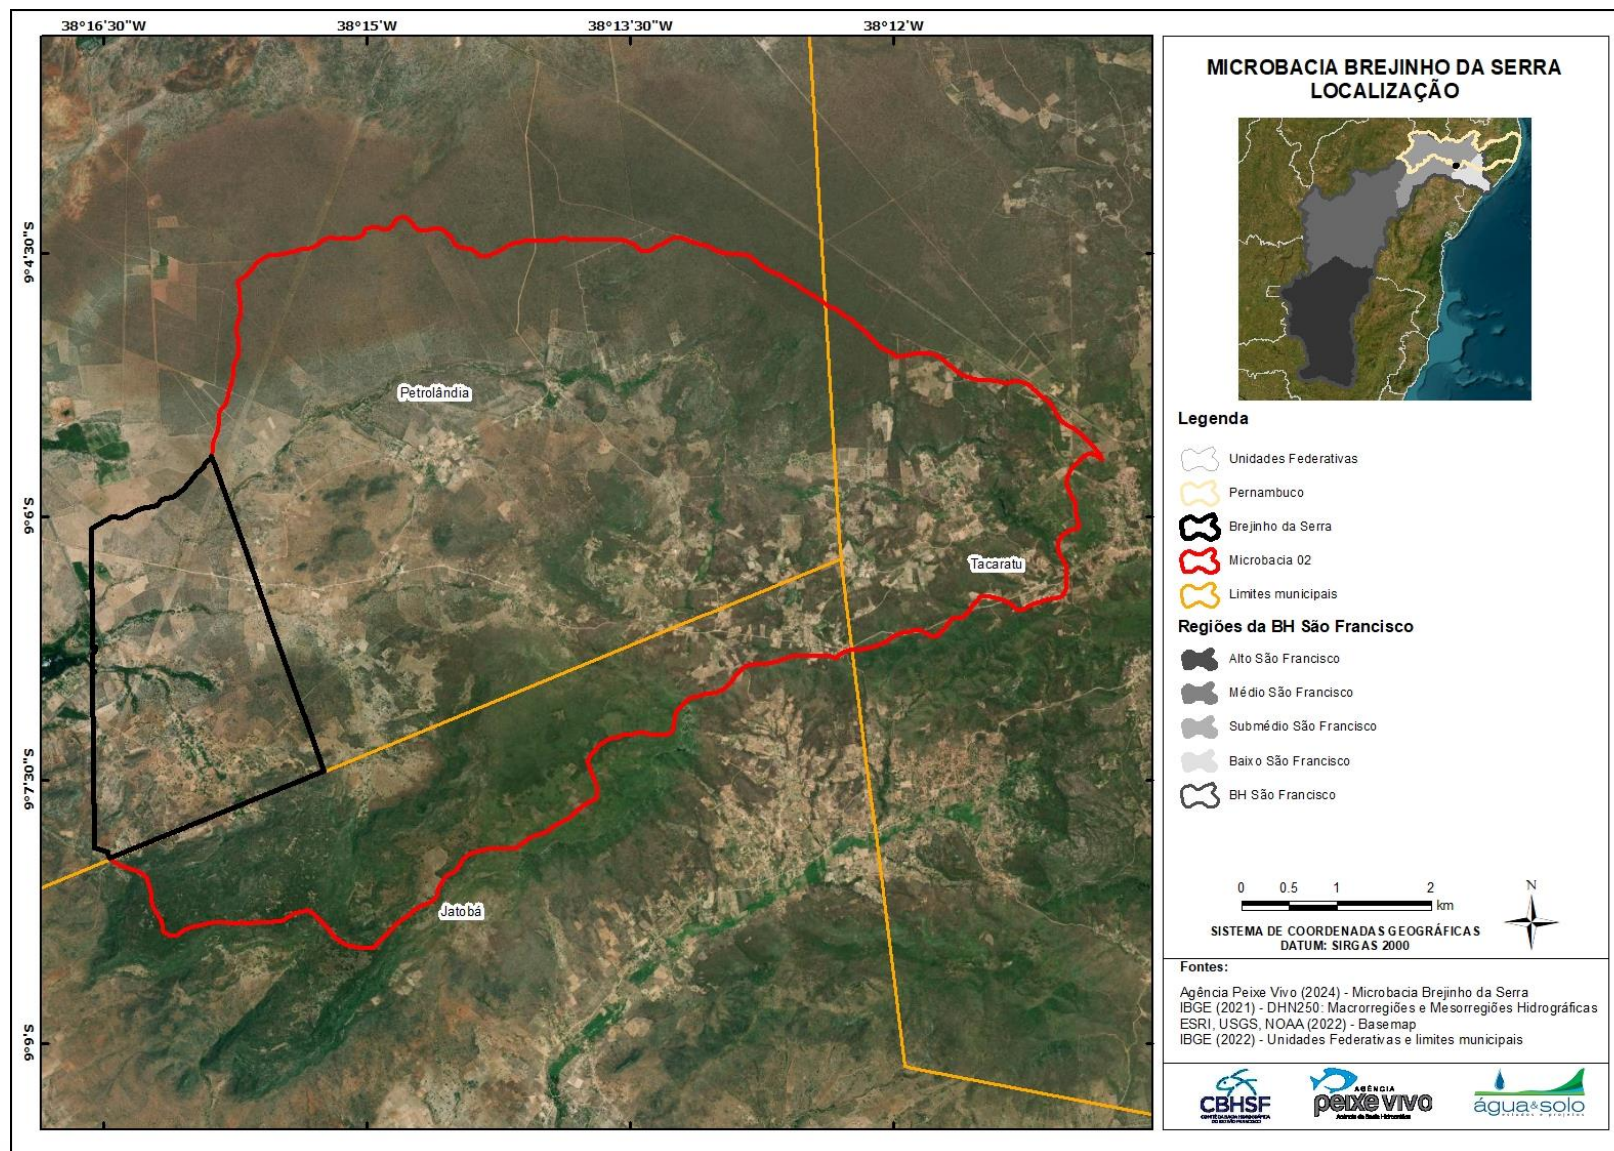 38°16'30"W
38°15'W
38°13'30"W
38°12'W
9°4'30"S
9°6'S
9°7'30"S
9°9'S
Petrolândia
Tacaratu
Jatobá
MICROBACIA BREJINHO DA SERRA
LOCALIZAÇÃO
Legenda
Unidades Federativas
Pernambuco
Brejinho da Serra
Microbacia 02
Limites municipais
Regiões da BH São Francisco
Alto São Francisco
Médio São Francisco
Submédio São Francisco
Baixo São Francisco
BH São Francisco
0 0.5 1 2
km
N
SISTEMA DE COORDENADAS GEOGRÁFICAS
DATUM: SIRGAS 2000
Fontes:
Agência Peixe Vivo (2024) - Microbacia Brejinho da Serra
IBGE (2021) - DHN250: Macrorregiões e Mesorregiões Hidrográficas
ESRI, USGS, NOAA (2022) - Basemap
IBGE (2022) - Unidades Federativas e limites municipais
CBHSF
AGÊNCIA
peixe vivo
água&solo
estudos e projetos